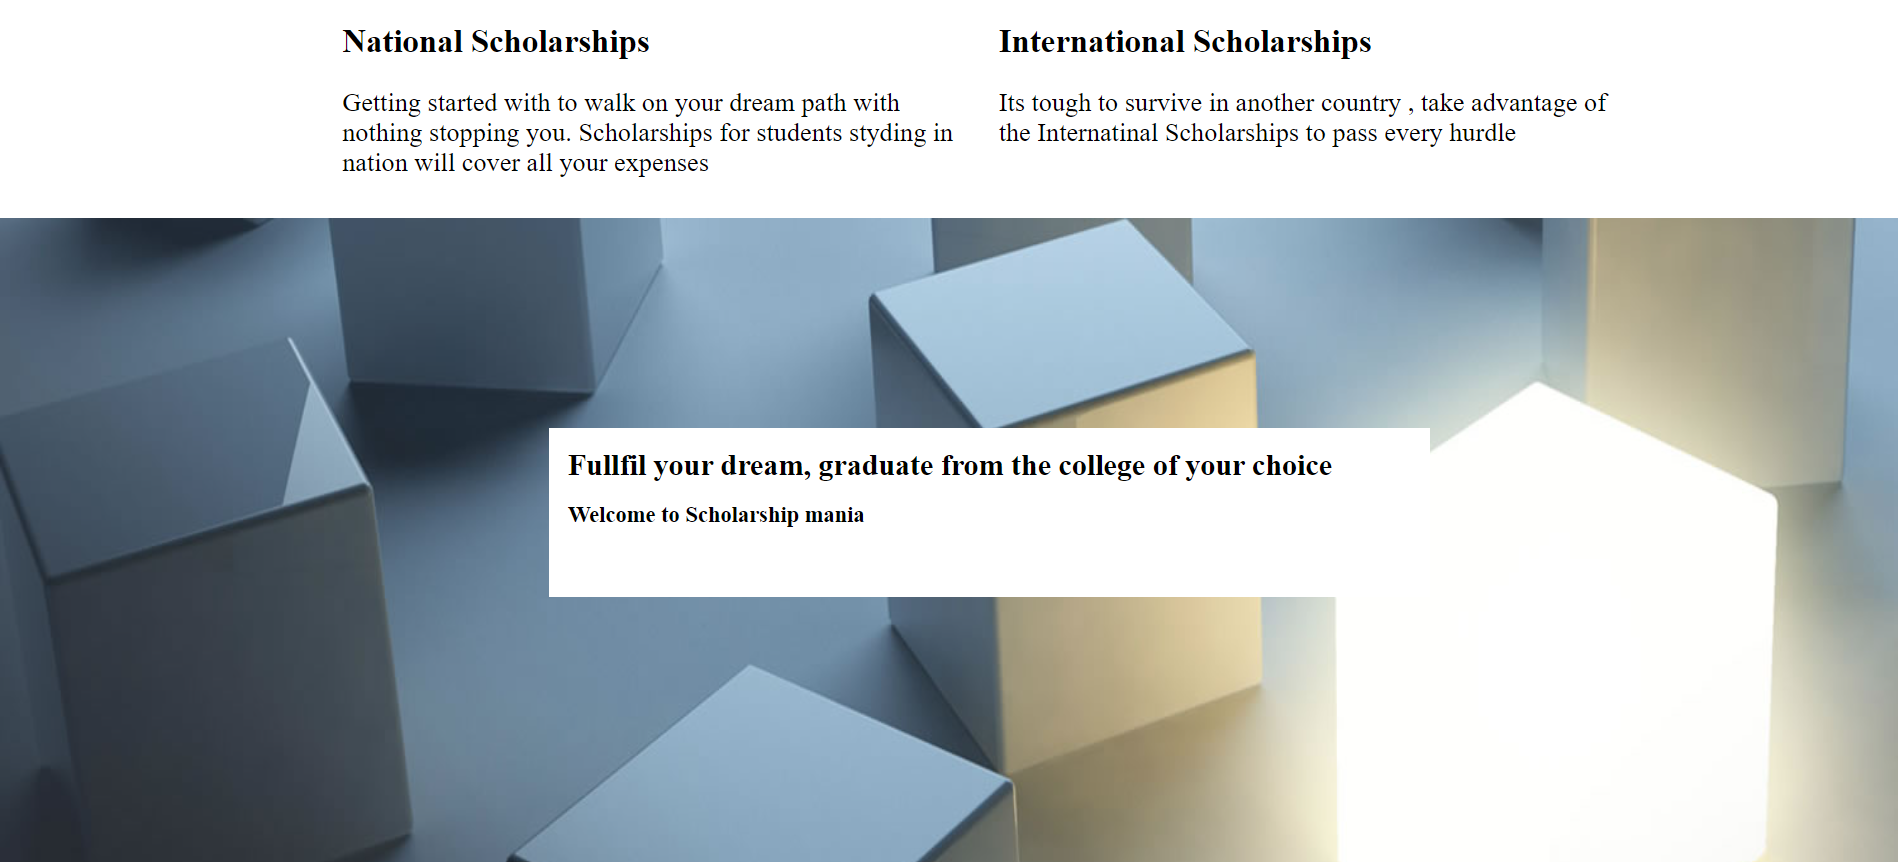 National Scholarships
Getting started with to walk on your dream path with
nothing stopping you. Scholarships for students styding in
nation will cover all your expenses
International Scholarships
Its tough to survive in another country , take advantage of
the Internatinal Scholarships to pass every hurdle
Fullfil your dream, graduate from the college of your choice
Welcome to Scholarship mania